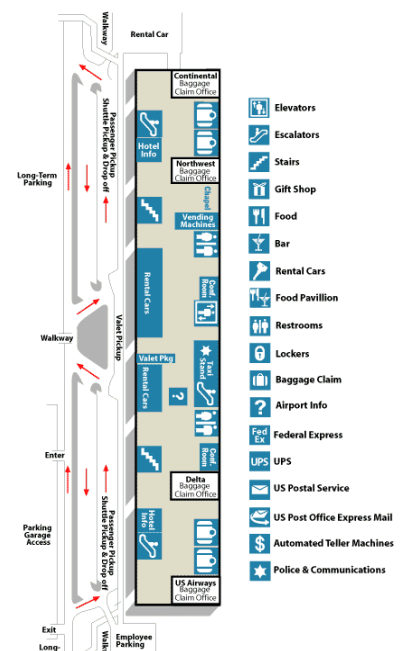 Walkway
Rental Car
Continental
Baggage
Claim Office
Hotel
Info
Northwest
Baggage
Claim Office
Passenger Pickup
Shuttle Pickup & Drop off
Long-Term
Parking
Chapel
Vending
Machines
Rental Cars
Conf.
Room
Valet Pickup
Walkway
Valet Pkg
Taxi
Stand
Rental Cars
?
Conf.
Room
Enter
Delta
Baggage
Claim Office
Passenger Pickup
Shuttle Pickup & Drop off
Hotel
Info
Parking
Garage
Access
US Airways
Baggage
Claim Office
Exit
Long-
Walk
Employee
Parking
Elevators
Escalators
Stairs
Gift Shop
Food
Bar
Rental Cars
Food Pavillion
Restrooms
Lockers
Baggage Claim
? Airport Info
Fed
Ex
Federal Express
UPS UPS
US Postal Service
US Post Office Express Mail
$ Automated Teller Machines
Police & Communications